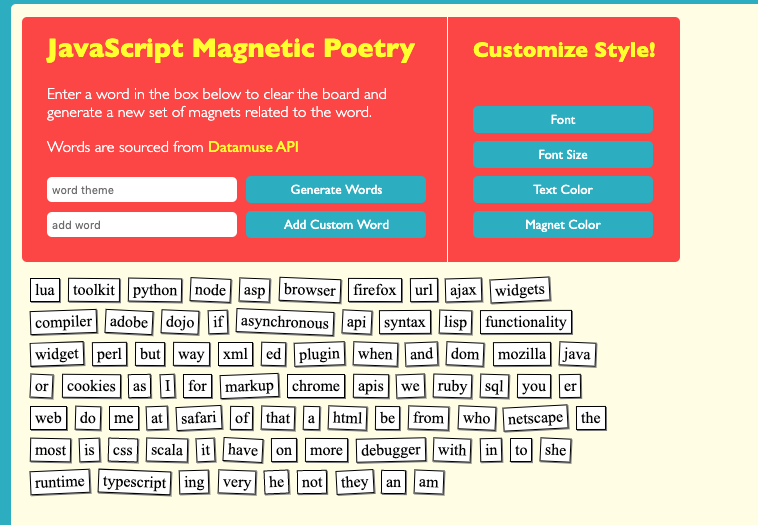 JavaScript Magnetic Poetry
Enter a word in the box below to clear the board and
generate a new set of magnets related to the word.
Words are sourced from Datamuse API
word theme
Generate Words
add word
Add Custom Word
Customize Style!
Font
Font Size
Text Color
Magnet Color
lua toolkit python node asp browser firefox url ajax widgets
compiler adobe dojo if asynchronous api syntax lisp functionality
widget perl but way xml ed plugin when and dom mozilla java
or cookies as I for markup chrome apis we ruby sql you er
web do me at safari of that a html be from who netscape the
most is css scala it have on more debugger with in to she
runtime typescript ing very he not they an am